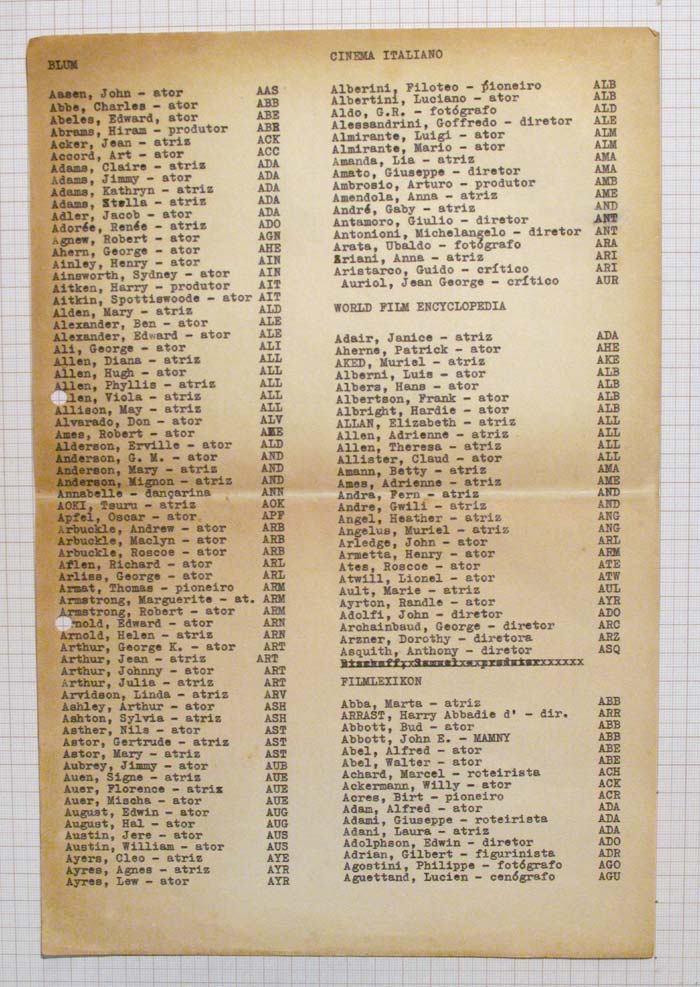 BLUM
Aasen, John - ator AAS
Abbe, Charles - ator ABB
Abeles, Edward, ator ABE
Abrams, Hiram - produtor ABR
Acker, Jean - atriz ACK
Accord, Art - ator ACC
Adams, Claire - atriz ADA
Adams, Jimmy - ator ADA
Adams, Kathryn - atriz ADA
Adams, Stella - atriz ADA
Adler, Jacob - ator ADA
Adorée, Renée - atriz ADO
Agnew, Robert - ator AGN
Ahern, George - ator AHE
Ainley, Henry - ator AIN
Ainsworth, Sydney - ator AIN
Aitken, Harry - produtor AIT
Aitkin, Spottiswoode - ator AIT
Alden, Mary - atriz ALD
Alexander, Ben - ator ALE
Alexander, Edward - ator ALE
Ali, George - ator ALI
Allen, Diana - atriz ALL
Allen, Hugh - ator ALL
Allen, Phyllis - atriz ALL
llen, Viola - atriz ALL
Allison, May - atriz ALL
Alvarado, Don - ator ALV
Ames, Robert - ator AME
Alderson, Erville - ator ALD
Anderson, G. M. - ator AND
Anderson, Mary - atriz AND
Anderson, Mignon - atriz AND
Annabelle - dançarina ANN
AOKI, Tsuru - atriz AOK
Apfel, Oscar - ator APF
Arbuckle, Andrew - ator ARB
Arbuckle, Maclyn - ator ARB
Arbuckle, Roscoe - ator ARB
Aflen, Richard - ator ARL
Arliss, George - ator ARL
Armat, Thomas - pioneiro ARM
Armstrong, Marguérite - at. ARM
Armstrong, Robert - ator ARM
rnold, Edward - ator ARN
Arnold, Helen - atriz ARN
Arthur, George K. - ator ART
Arthur, Jean - atriz ART
Arthur, Johnny - ator ART
Arthur, Julia - atriz ART
Arvidson, Linda - atriz ARV
Ashley, Arthur - ator ASH
Ashton, Sylvia - atriz ASH
Asther, Nils - ator AST
Astor, Gertrude - atriz AST
Astor, Mary - atriz AST
Aubrey, Jimmy - ator AUB
Auen, Signe - atriz AUE
Auer, Florence - atriz AUE
Auer, Mischa - ator AUE
August, Edwin - ator AUG
August, Hal - ator AUG
Austin, Jere - ator AUS
Austin, William - ator AUS
Ayers, Cleo - atriz AYE
Ayres, Agnes - atriz AYR
Ayres, Lew - ator AYR
CINEMA ITALIANO
Alberini, Filoteo - pioneiro ALB
Albertini, Luciano - ator ALB
Aldo, G.R. - fotógrafo ALD
Alessandrini, Goffredo - diretor ALE
Almirante, Luigi - ator ALM
Almirante, Mario - ator ALM
Amanda, Lia - atriz AMA
Amato, Giuseppe - diretor AMA
Ambrosio, Arturo - produtor AMB
Amendola, Anna - atriz AME
André, Gaby - atriz AND
Antamoro, Giulio - diretor ANT
Antonioni, Michelangelo - diretor ANT
Arata, Ubaldo - fotógrafo ARA
Ariani, Anna - atriz ARI
Aristarco, Guido - crítico ARI
Auriol, Jean George - crítico AUR
WORLD FILM ENCYCLOPEDIA
Adair, Janice - atriz ADA
Aherne, Patrick - ator AHE
AKED, Muriel - atriz AKE
Alberni, Luis - ator ALB
Albers, Hans - ator ALB
Albertson, Frank - ator ALB
Albright, Hardie - ator ALB
ALLAN, Elizabeth - atriz ALL
Allen, Adrienne - atriz ALL
Allen, Theresa - atriz ALL
Allister, Claud - ator ALL
Amann, Betty - atriz AMA
Ames, Adrienne - atriz AME
Andra, Fern - atriz AND
Andre, Gwili - atriz AND
Angel, Heather - atriz ANG
Angelus, Muriel - atriz ANG
Arledge, John - ator ARL
Armetta, Henry - ator ARM
Ates, Roscoe - ator ATE
Atwill, Lionel - ator ATW
Ault, Marie - atriz AUL
Ayrton, Randle - ator AYR
Adolfi, John - diretor ADO
Archainbaud, George - diretor ARC
Arzner, Dorothy - diretora ARZ
Asquith, Anthony - diretor ASQ
FILMLEXIKON
Abba, Marta - atriz ABB
ARRAST, Harry Abbadie d' - dir. ARR
Abbott, Bud - ator ABB
Abbott, John E. - MAMNY ABB
Abel, Alfred - ator ABE
Abel, Walter - ator ABE
Achard, Marcel - roteirista ACH
Ackermann, Willy - ator ACK
Acres, Birt - pioneiro ACR
Adam, Alfred - ator ADA
Adami, Giuseppe - roteirista ADA
Adani, Laura - atriz ADA
Adolphson, Edwin - diretor ADO
Adrian, Gilbert - figurinista ADR
Agostini, Philippe - fotógrafo AGO
Aguettand, Lucien - cenógrafo AGU